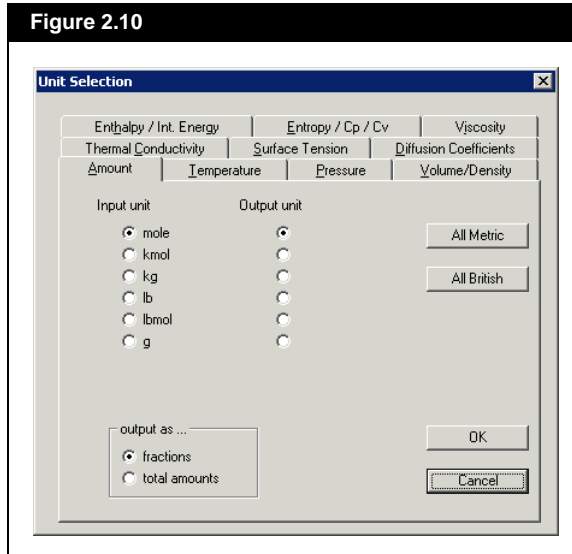 Figure 2.10
Unit Selection
Enthalpy / Int. Energy Entropy / Cp / Cv Viscosity
Thermal Conductivity Surface Tension Diffusion Coefficients
Amount Temperature Pressure Volume/Density
Input unit Output unit
mole All Metric
kmol
kg All British
lb
lbmol
g
output as ...
fractions OK
total amounts Cancel